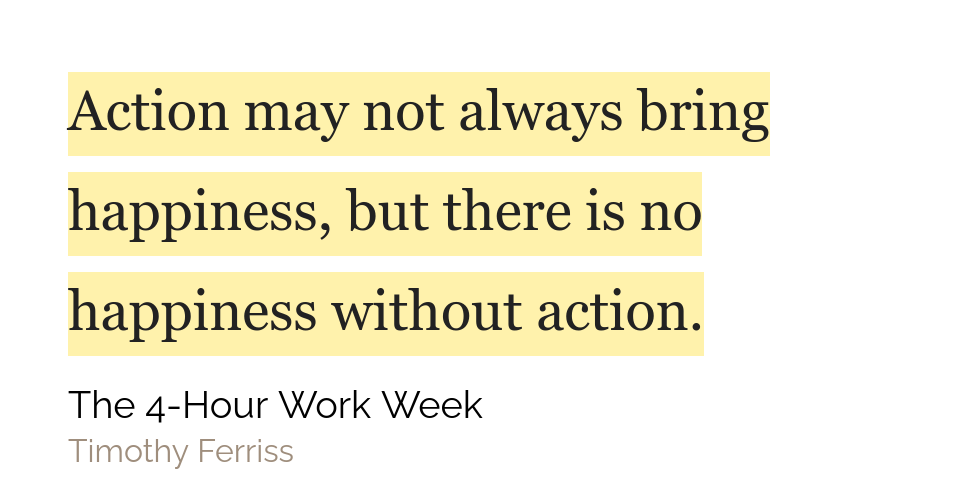 Action may not always bring
happiness, but there is no
happiness without action.
The 4-Hour Work Week
Timothy Ferriss